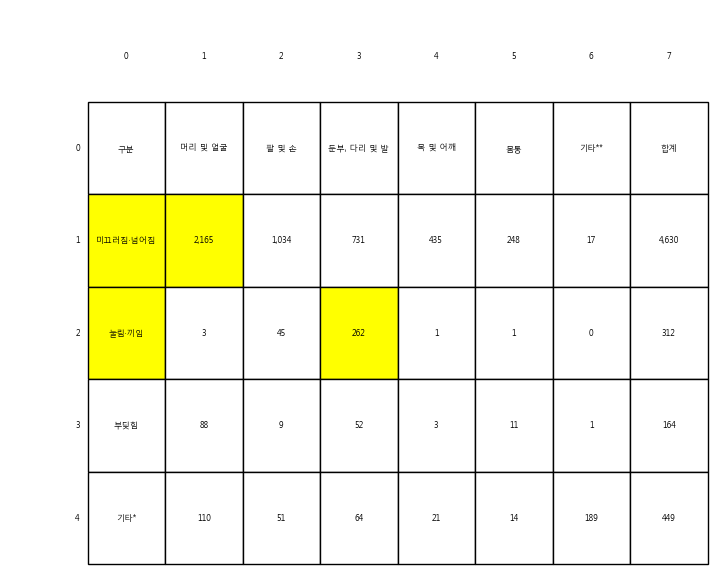 0 1 2 3 4 5 6 7
0 구분 머리 및 얼굴 팔 및 손 둔부, 다리 및 발 목 및 어깨 몸통 기타** 합계
1 미끄러짐·넘어짐 2,165 1,034 731 435 248 17 4,630
2 눌림·끼임 3 45 262 1 1 0 312
3 부딪힘 88 9 52 3 11 1 164
4 기타* 110 51 64 21 14 189 449